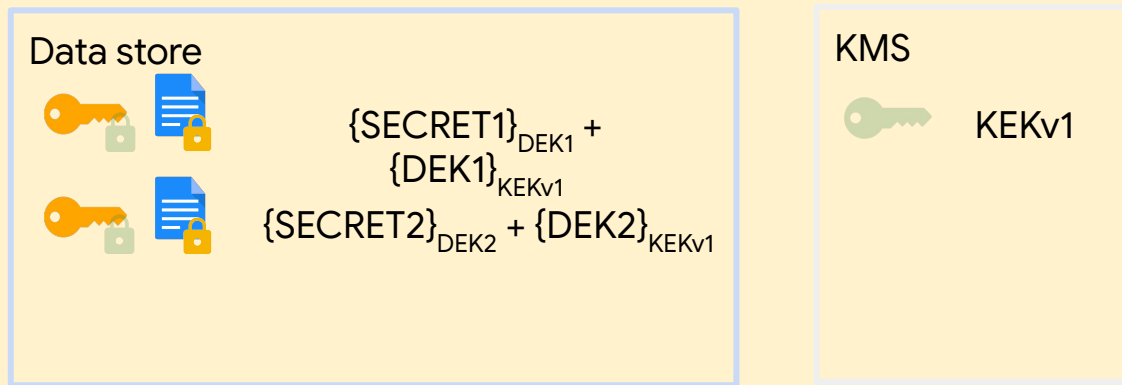 Data store
{SECRET1}DEK1 +
{DEK1}KEKv1
{SECRET2}DEK2 + {DEK2}KEKv1
KMS
KEKv1